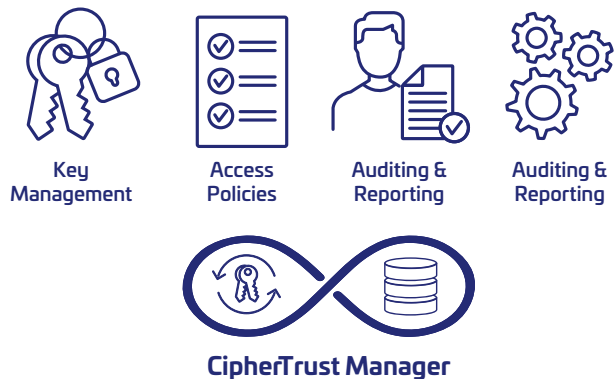 Key
Management
Access
Policies
Auditing &
Reporting
Auditing &
Reporting
CipherTrust Manager